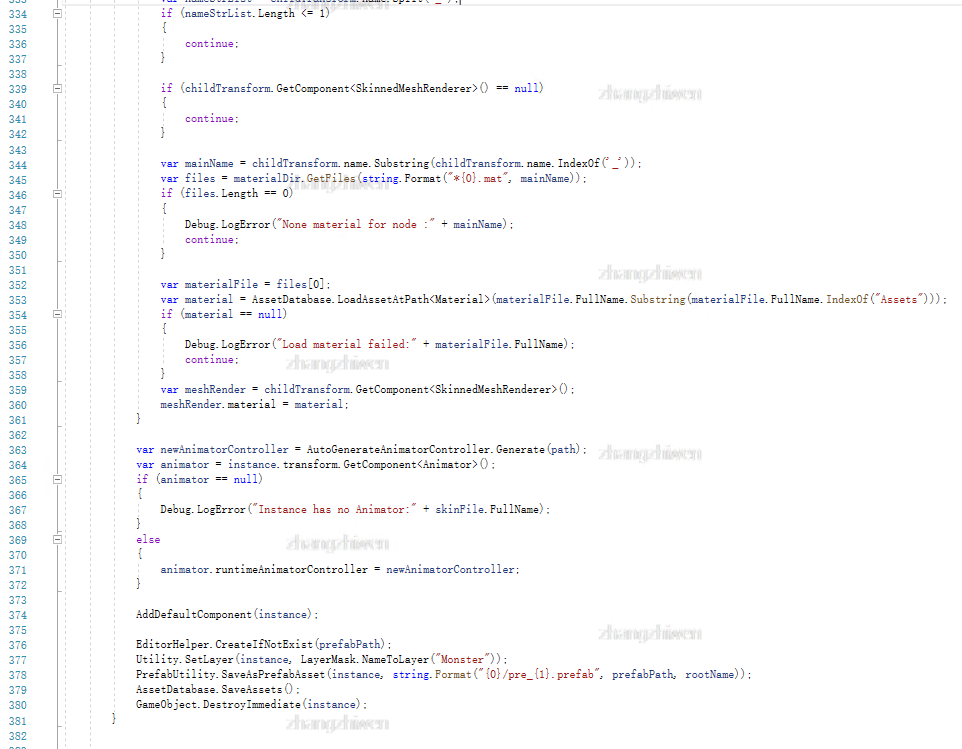 334 if (nameStrList.Length <= 1)
335 {
336 continue;
337 }
338
339 if (childTransform.GetComponent<SkinnedMeshRenderer>() == null)
340 {
341 continue;
342 }
343
344 var mainName = childTransform.name.Substring(childTransform.name.IndexOf('_'));
345 var files = materialDir.GetFiles(string.Format("*{0}.mat", mainName));
346 if (files.Length == 0)
347 {
348 Debug.LogError("None material for node :" + mainName);
349 continue;
350 }
351
352 var materialFile = files[0];
353 var material = AssetDatabase.LoadAssetAtPath<Material>(materialFile.FullName.Substring(materialFile.FullName.IndexOf("Assets")));
354 if (material == null)
355 {
356 Debug.LogError("Load material failed:" + materialFile.FullName);
357 continue;
358 }
359 var meshRender = childTransform.GetComponent<SkinnedMeshRenderer>();
360 meshRender.material = material;
361 }
362
363 var newAnimatorController = AutoGenerateAnimatorController.Generate(path);
364 var animator = instance.transform.GetComponent<Animator>();
365 if (animator == null)
366 {
367 Debug.LogError("Instance has no Animator:" + skinFile.FullName);
368 }
369 else
370 {
371 animator.runtimeAnimatorController = newAnimatorController;
372 }
373
374 AddDefaultComponent(instance);
375
376 EditorHelper.CreateIfNotExist(prefabPath);
377 Utility.SetLayer(instance, LayerMask.NameToLayer("Monster"));
378 PrefabUtility.SaveAsPrefabAsset(instance, string.Format("{0}/pre_{1}.prefab", prefabPath, rootName));
379 AssetDatabase.SaveAssets();
380 GameObject.DestroyImmediate(instance);
381 }
382